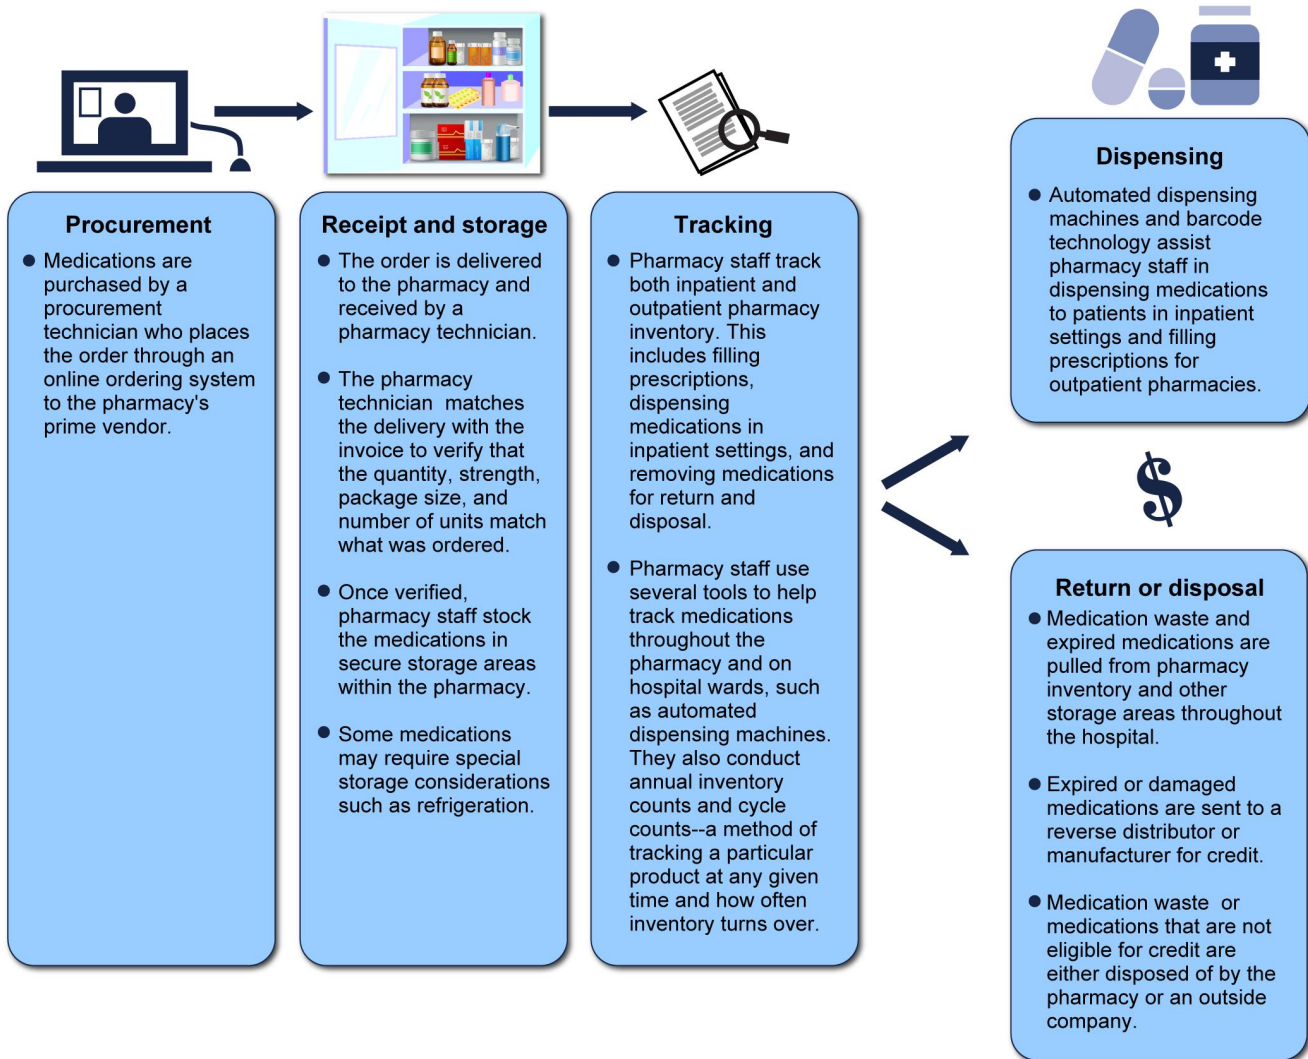 Procurement
Medications are
purchased by a
procurement
technician who places
the order through an
online ordering system
to the pharmacy's
prime vendor.
Receipt and storage
The order is delivered
to the pharmacy and
received by a
pharmacy technician.
The pharmacy
technician  matches
the delivery with the
invoice to verify that
the quantity, strength,
package size, and
number of units match
what was ordered.
Once verified,
pharmacy staff stock
the medications in
secure storage areas
within the pharmacy.
Some medications
may require special
storage considerations
such as refrigeration.
Tracking
Pharmacy staff track
both inpatient and
outpatient pharmacy
inventory. This
includes filling
prescriptions,
dispensing
medications in
inpatient settings, and
removing medications
for return and
disposal.
Pharmacy staff use
several tools to help
track medications
throughout the
pharmacy and on
hospital wards, such
as automated
dispensing machines.
They also conduct
annual inventory
counts and cycle
counts--a method of
tracking a particular
product at any given
time and how often
inventory turns over.
Dispensing
Automated dispensing
machines and barcode
technology assist
pharmacy staff in
dispensing medications
to patients in inpatient
settings and filling
prescriptions for
outpatient pharmacies.
$
Return or disposal
Medication waste and
expired medications are
pulled from pharmacy
inventory and other
storage areas throughout
the hospital.
Expired or damaged
medications are sent to a
reverse distributor or
manufacturer for credit.
Medication waste  or
medications that are not
eligible for credit are
either disposed of by the
pharmacy or an outside
company.